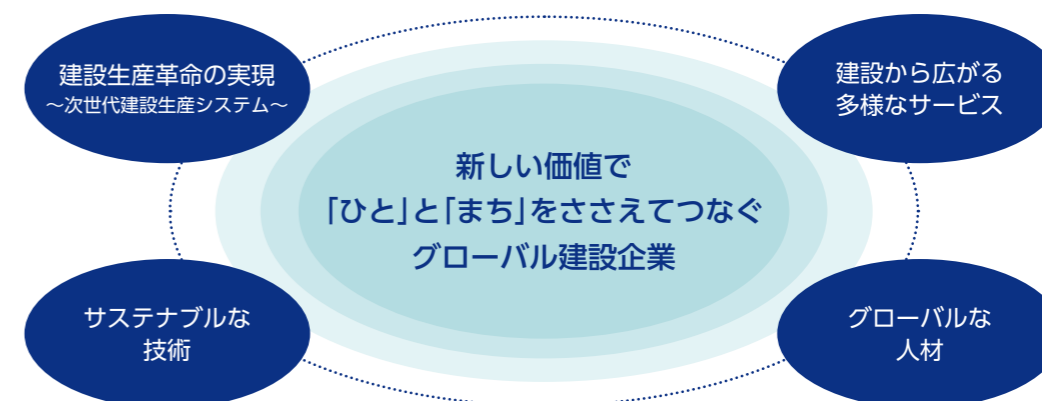 建設生産革命の実現
～次世代建設生産システム～
建設から広がる
多様なサービス
新しい価値で
「ひと」と「まち」をささえてつなぐ
グローバル建設企業
サステナブルな
技術
グローバルな
人材